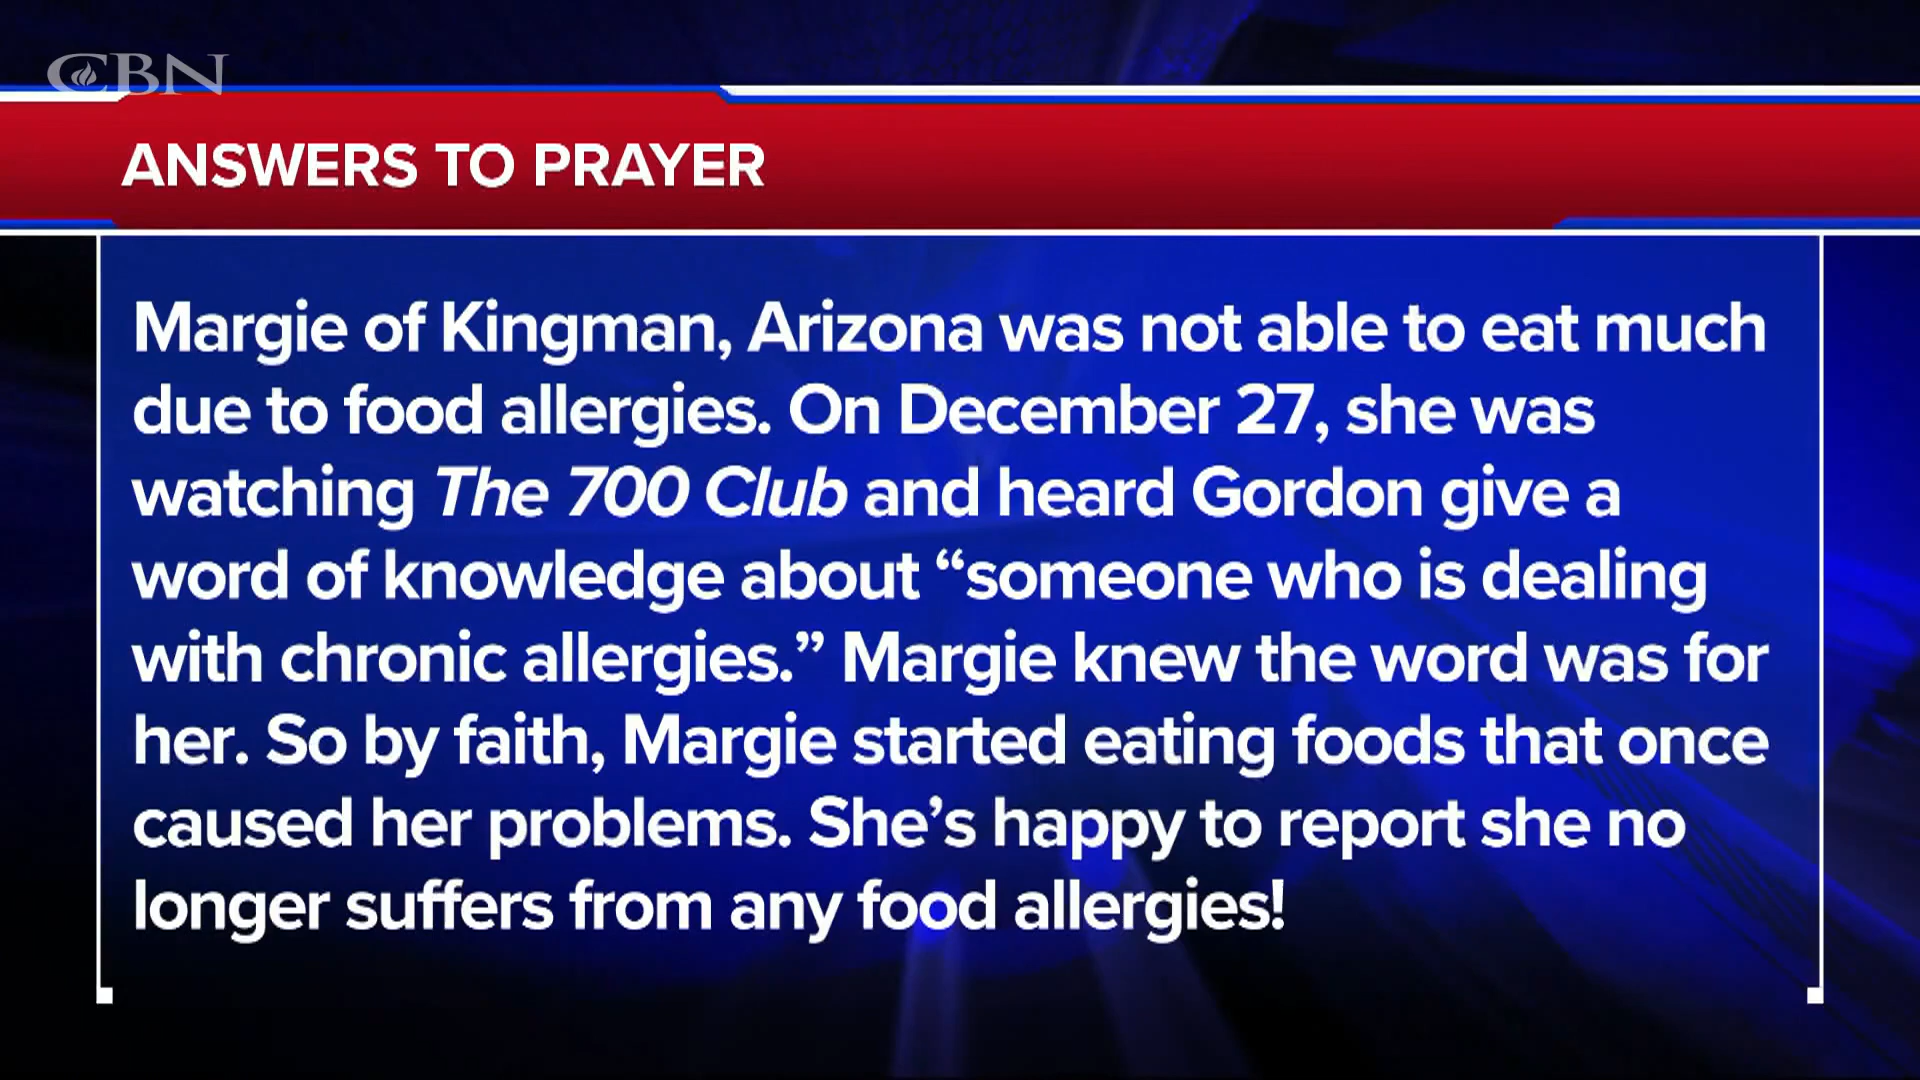 CBN
ANSWERS TO PRAYER
Margie of Kingman, Arizona was not able to eat much
due to food allergies. On December 27, she was
watching The 700 Club and heard Gordon give a
word of knowledge about “someone who is dealing
with chronic allergies.” Margie knew the word was for
her. So by faith, Margie started eating foods that once
caused her problems. She’s happy to report she no
longer suffers from any food allergies!